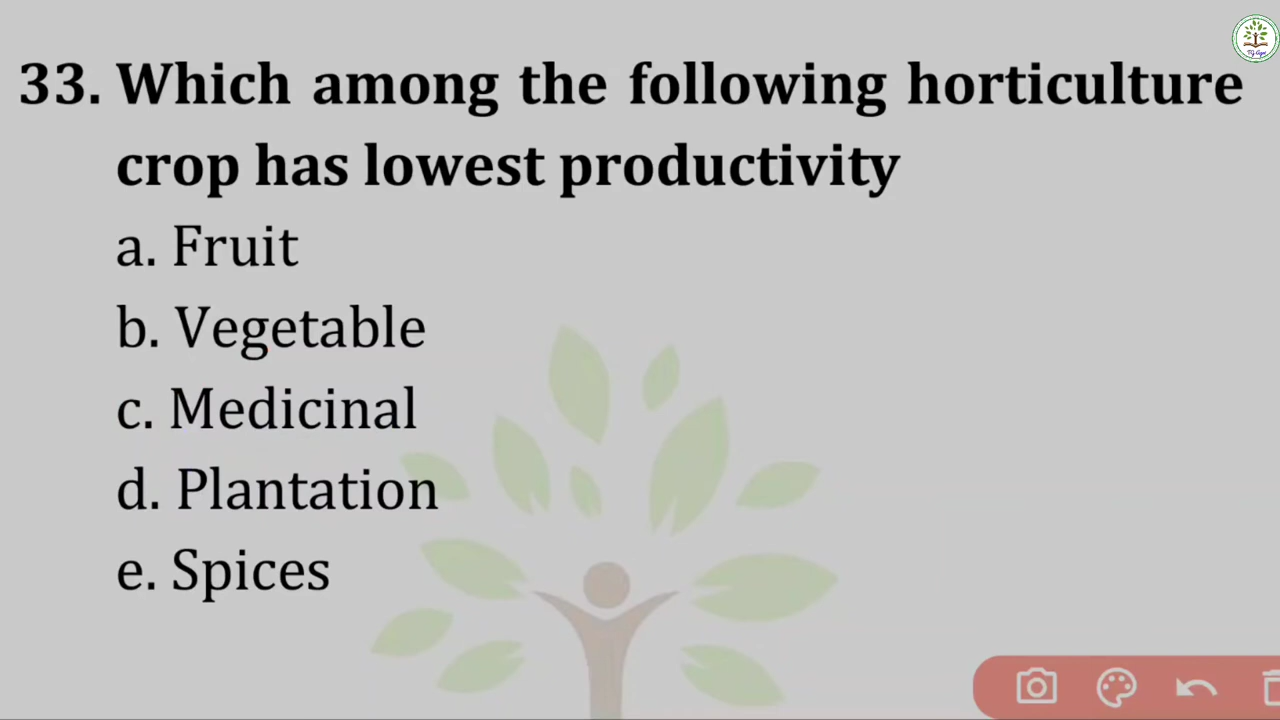 33. Which among the following horticulture
crop has lowest productivity
a. Fruit
b. Vegetable
c. Medicinal
d. Plantation
e. Spices